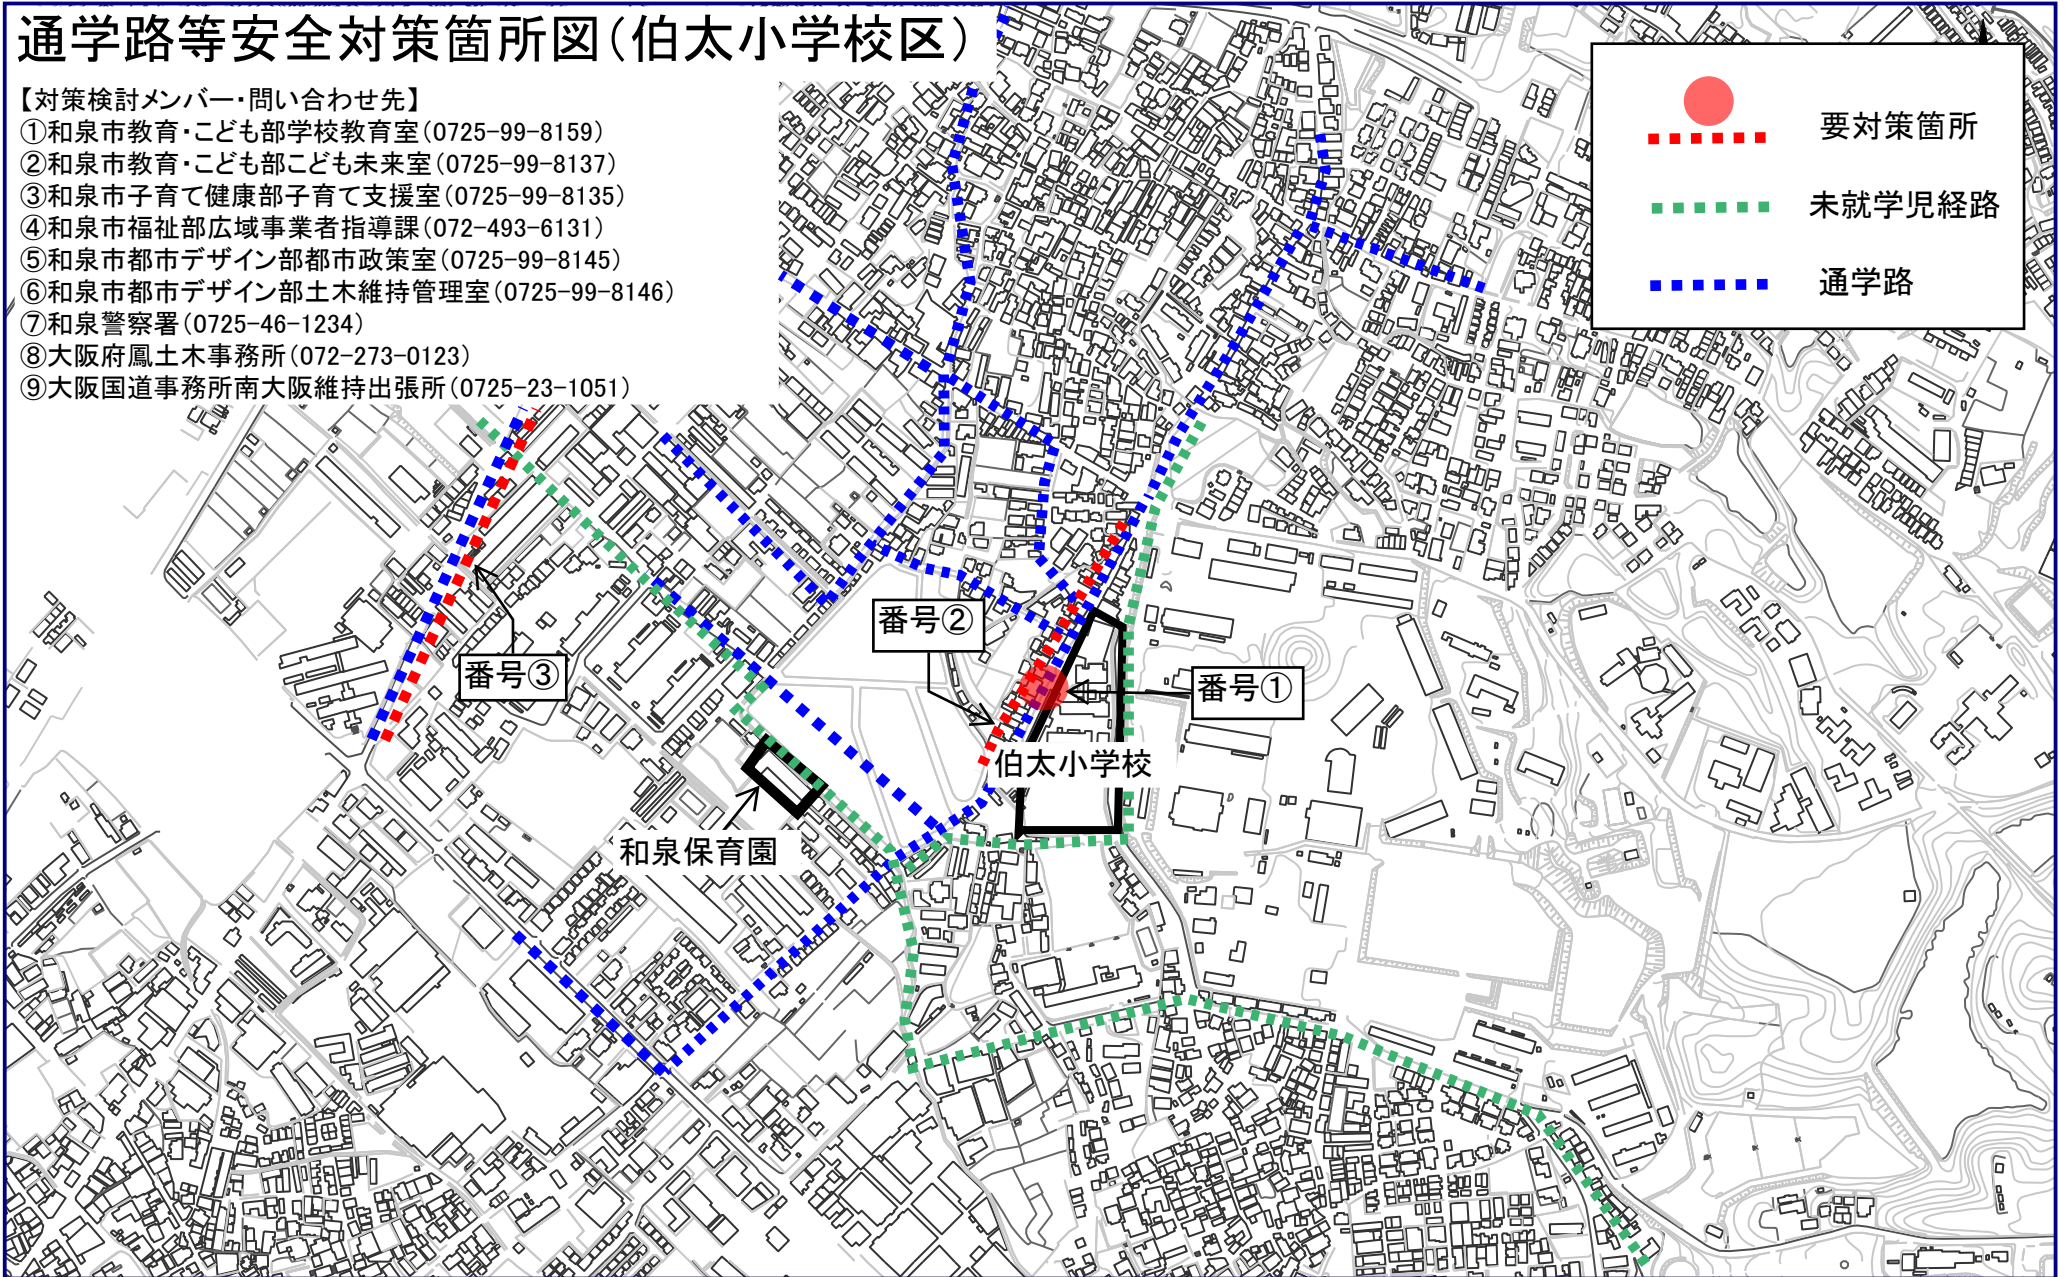 通学路等安全対策箇所図(伯太小学校区)
【対策検討メンバー・問い合わせ先】
①和泉市教育・こども部学校教育室(0725-99-8159)
②和泉市教育・こども部こども未来室(0725-99-8137)
③和泉市子育て健康部子育て支援室(0725-99-8135)
④和泉市福祉部広域事業者指導課(072-493-6131)
⑤和泉市都市デザイン部都市政策室(0725-99-8145)
⑥和泉市都市デザイン部土木維持管理室(0725-99-8146)
⑦和泉警察署(0725-46-1234)
⑧大阪府鳳土木事務所(072-273-0123)
⑨大阪国道事務所南大阪維持出張所(0725-23-1051)
要対策箇所
未就学児経路
通学路
番号②
番号③
番号①
伯太小学校
和泉保育園